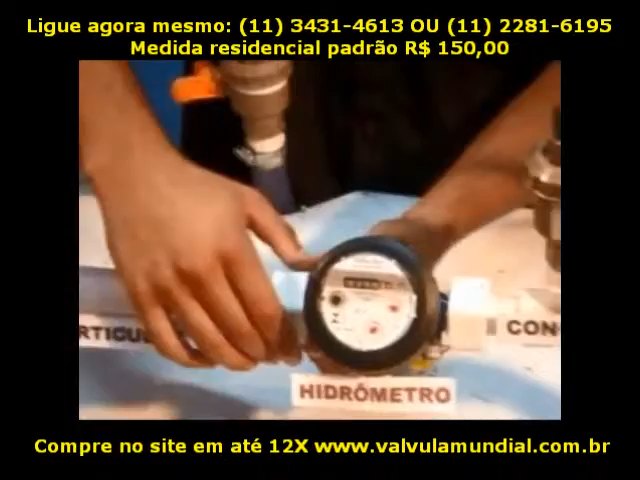 Ligue agora mesmo: (11) 3431-4613 OU (11) 2281-6195
Medida residencial padrão R$ 150,00
HIDRÔMETRO
Compre no site em até 12X www.valvulamundial.com.br